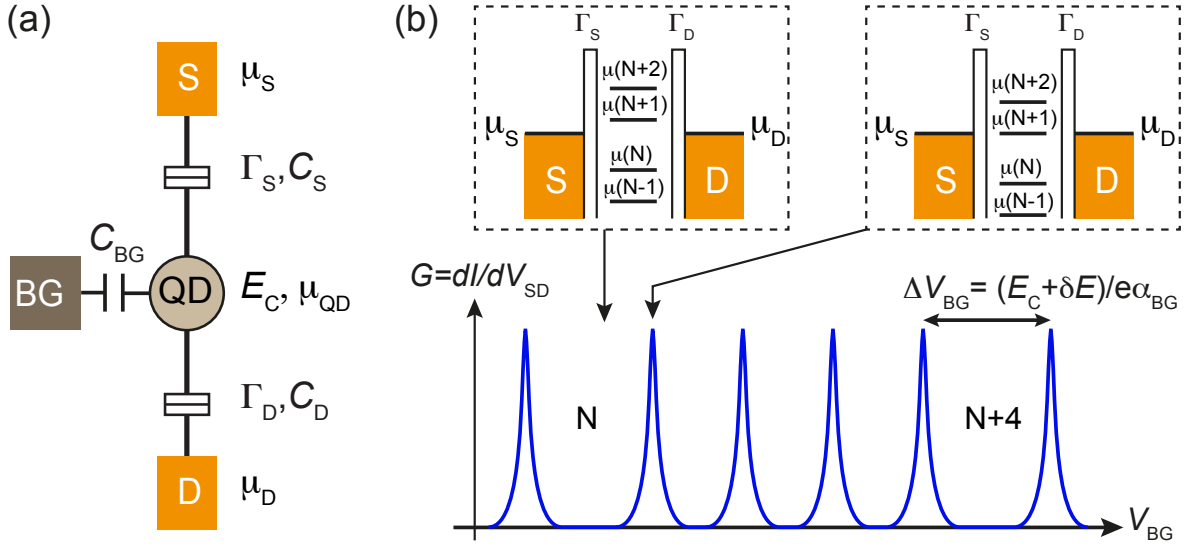 (a)
S
μS
ΓS,CS
CBG
BG
QD
EC, μQD
ΓD,CD
D
μD
(b)
ΓS
ΓD
μ(N+2)
μ(N+1)
μS
μD
μ(N)
μ(N-1)
S
D
ΓS
ΓD
μ(N+2)
μ(N+1)
μS
μD
μ(N)
μ(N-1)
S
D
G=dI/dVSD
ΔVBG= (EC+δE)/eαBG
N
N+4
VBG